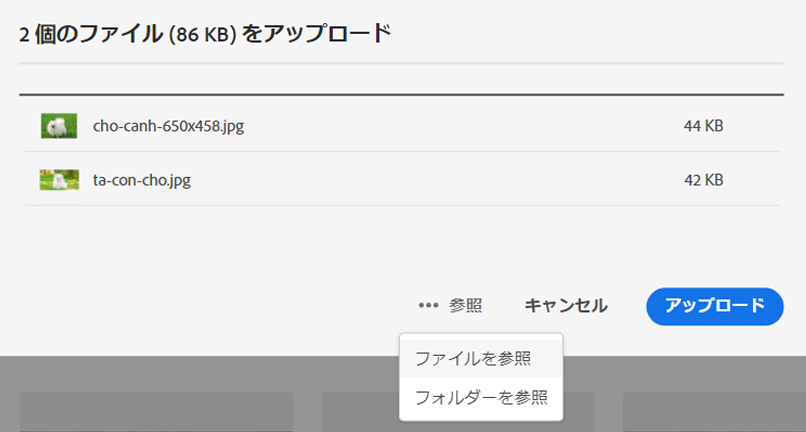 2 個のファイル (86 KB) をアップロード
cho-canh-650x458.jpg 44 KB
ta-con-cho.jpg 42 KB
••• 参照 キャンセル アップロード
ファイルを参照
フォルダーを参照